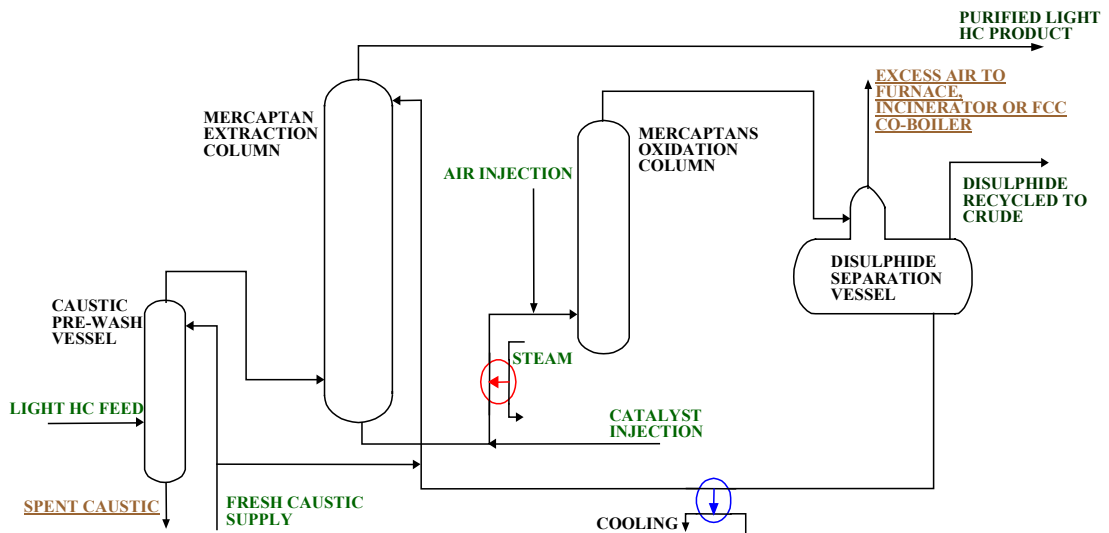 PURIFIED LIGHT
HC PRODUCT
EXCESS AIR TO
FURNACE,
INCINERATOR OR FCC
CO-BOILER
MERCAPTAN
EXTRACTION
COLUMN
MERCAPTANS
OXIDATION
COLUMN
AIR INJECTION
DISULPHIDE
RECYCLED TO
CRUDE
DISULPHIDE
SEPARATION
VESSEL
CAUSTIC
PRE-WASH
VESSEL
STEAM
LIGHT HC FEED
CATALYST
INJECTION
SPENT CAUSTIC
FRESH CAUSTIC
SUPPLY
COOLING